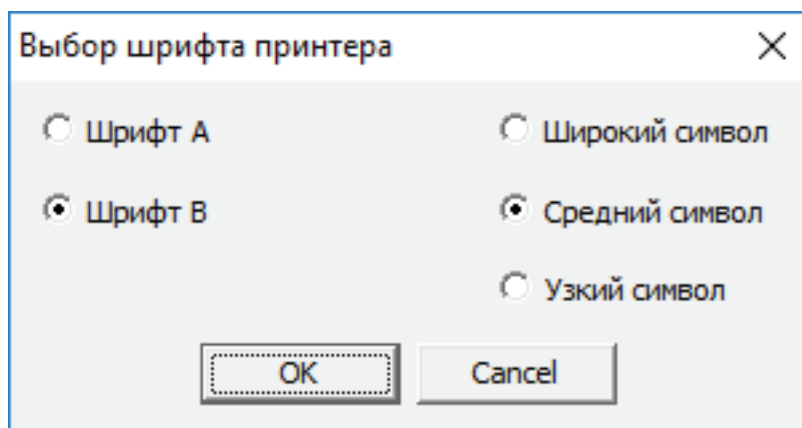 Выбор шрифта принтера
Шрифт A
Широкий символ
Шрифт B
Средний символ
Узкий символ
OK
Cancel